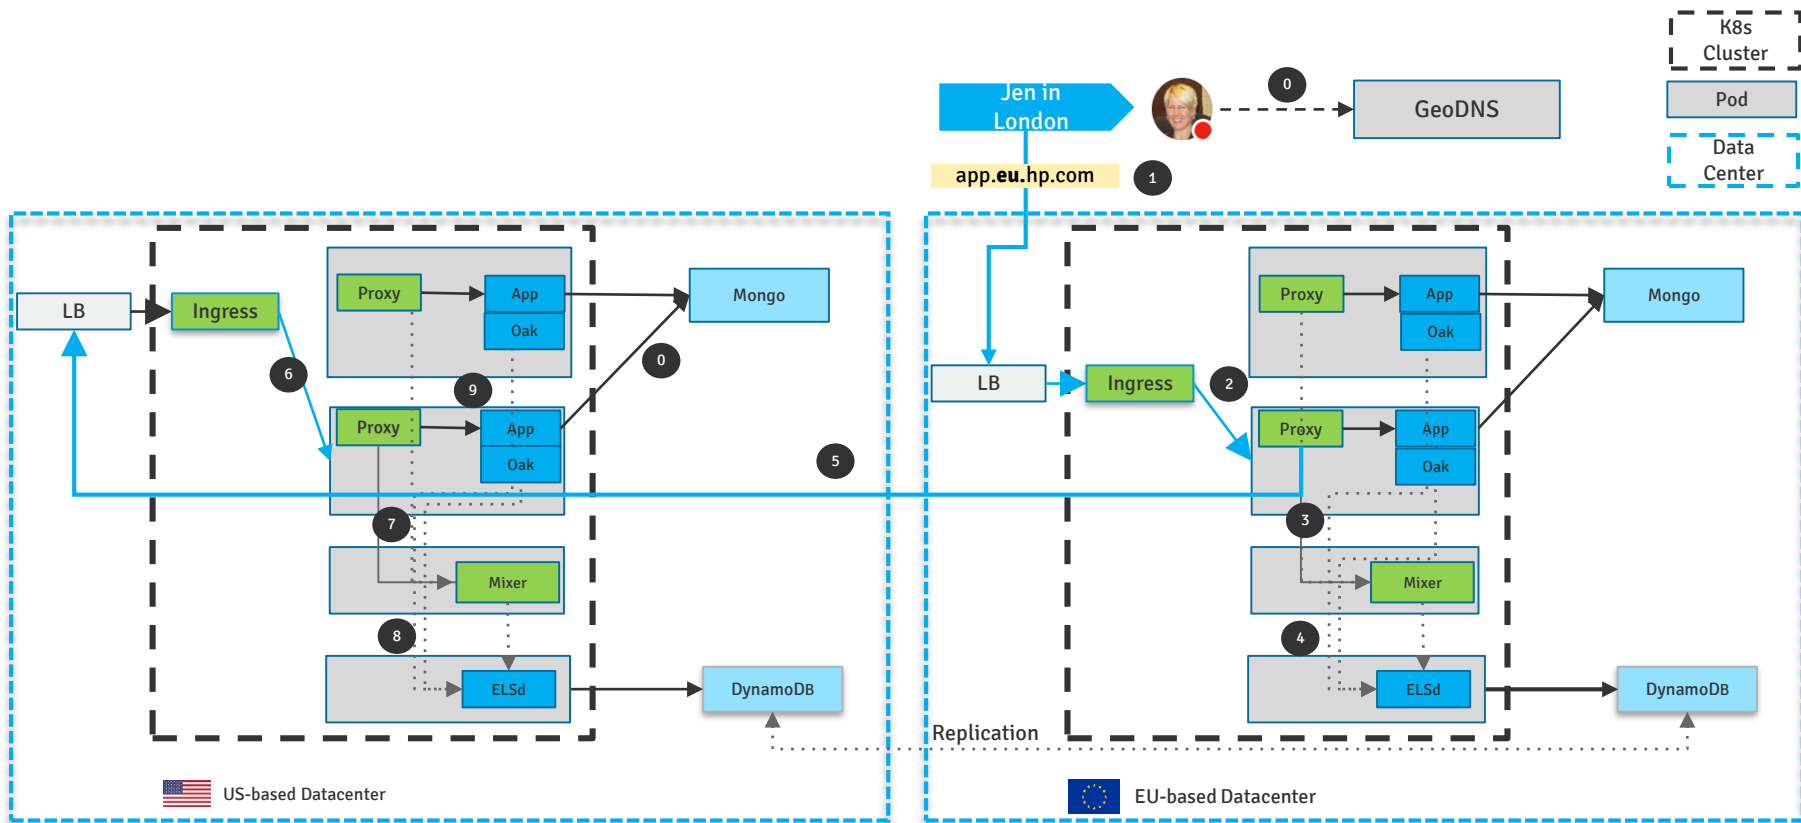 K8s
Cluster
Pod
Data
Center
Jen in
London
0
GeoDNS
app.eu.hp.com
1
LB
Ingress
Proxy
App
Oak
Mongo
6
9
0
Proxy
App
Oak
5
7
Mixer
8
ELSd
DynamoDB
US-based Datacenter
Replication
LB
Ingress
2
Proxy
App
Oak
Mongo
Proxy
App
Oak
3
Mixer
4
ELSd
DynamoDB
EU-based Datacenter